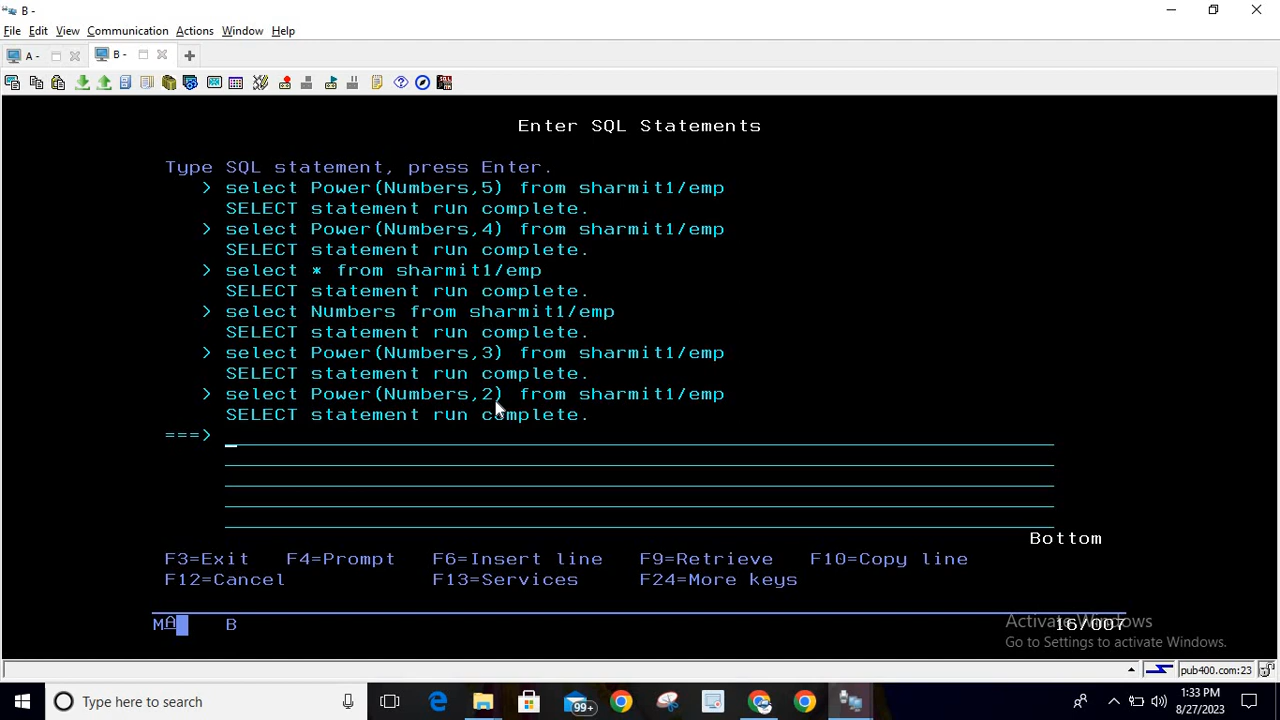 B -
File Edit View Communication Actions Window Help
A - B -
Enter SQL Statements
Type SQL statement, press Enter.
> select Power(Numbers,5) from sharmit1/emp
SELECT statement run complete.
> select Power(Numbers,4) from sharmit1/emp
SELECT statement run complete.
> select * from sharmit1/emp
SELECT statement run complete.
> select Numbers from sharmit1/emp
SELECT statement run complete.
> select Power(Numbers,3) from sharmit1/emp
SELECT statement run complete.
> select Power(Numbers,2) from sharmit1/emp
SELECT statement run complete.
===>
Bottom
F3=Exit F4=Prompt F6=Insert line F9=Retrieve F10=Copy line
F12=Cancel F13=Services F24=More keys
MA B 16/007
Activate Windows
Go to Settings to activate Windows.
pub400.com:23
Type here to search
99+
1:33 PM
8/27/2023